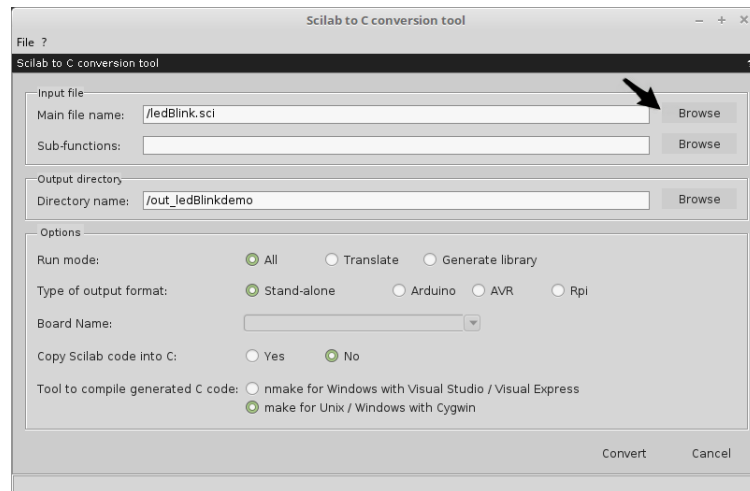 Scilab to C conversion tool
File ?
Scilab to C conversion tool
Input file
Main file name: /ledBlink.sci Browse
Sub-functions: Browse
Output directory
Directory name: /out_ledBlinkdemo Browse
Options
Run mode: All Translate Generate library
Type of output format: Stand-alone Arduino AVR Rpi
Board Name:
Copy Scilab code into C: Yes No
Tool to compile generated C code: nmake for Windows with Visual Studio / Visual Express
make for Unix / Windows with Cygwin
Convert Cancel